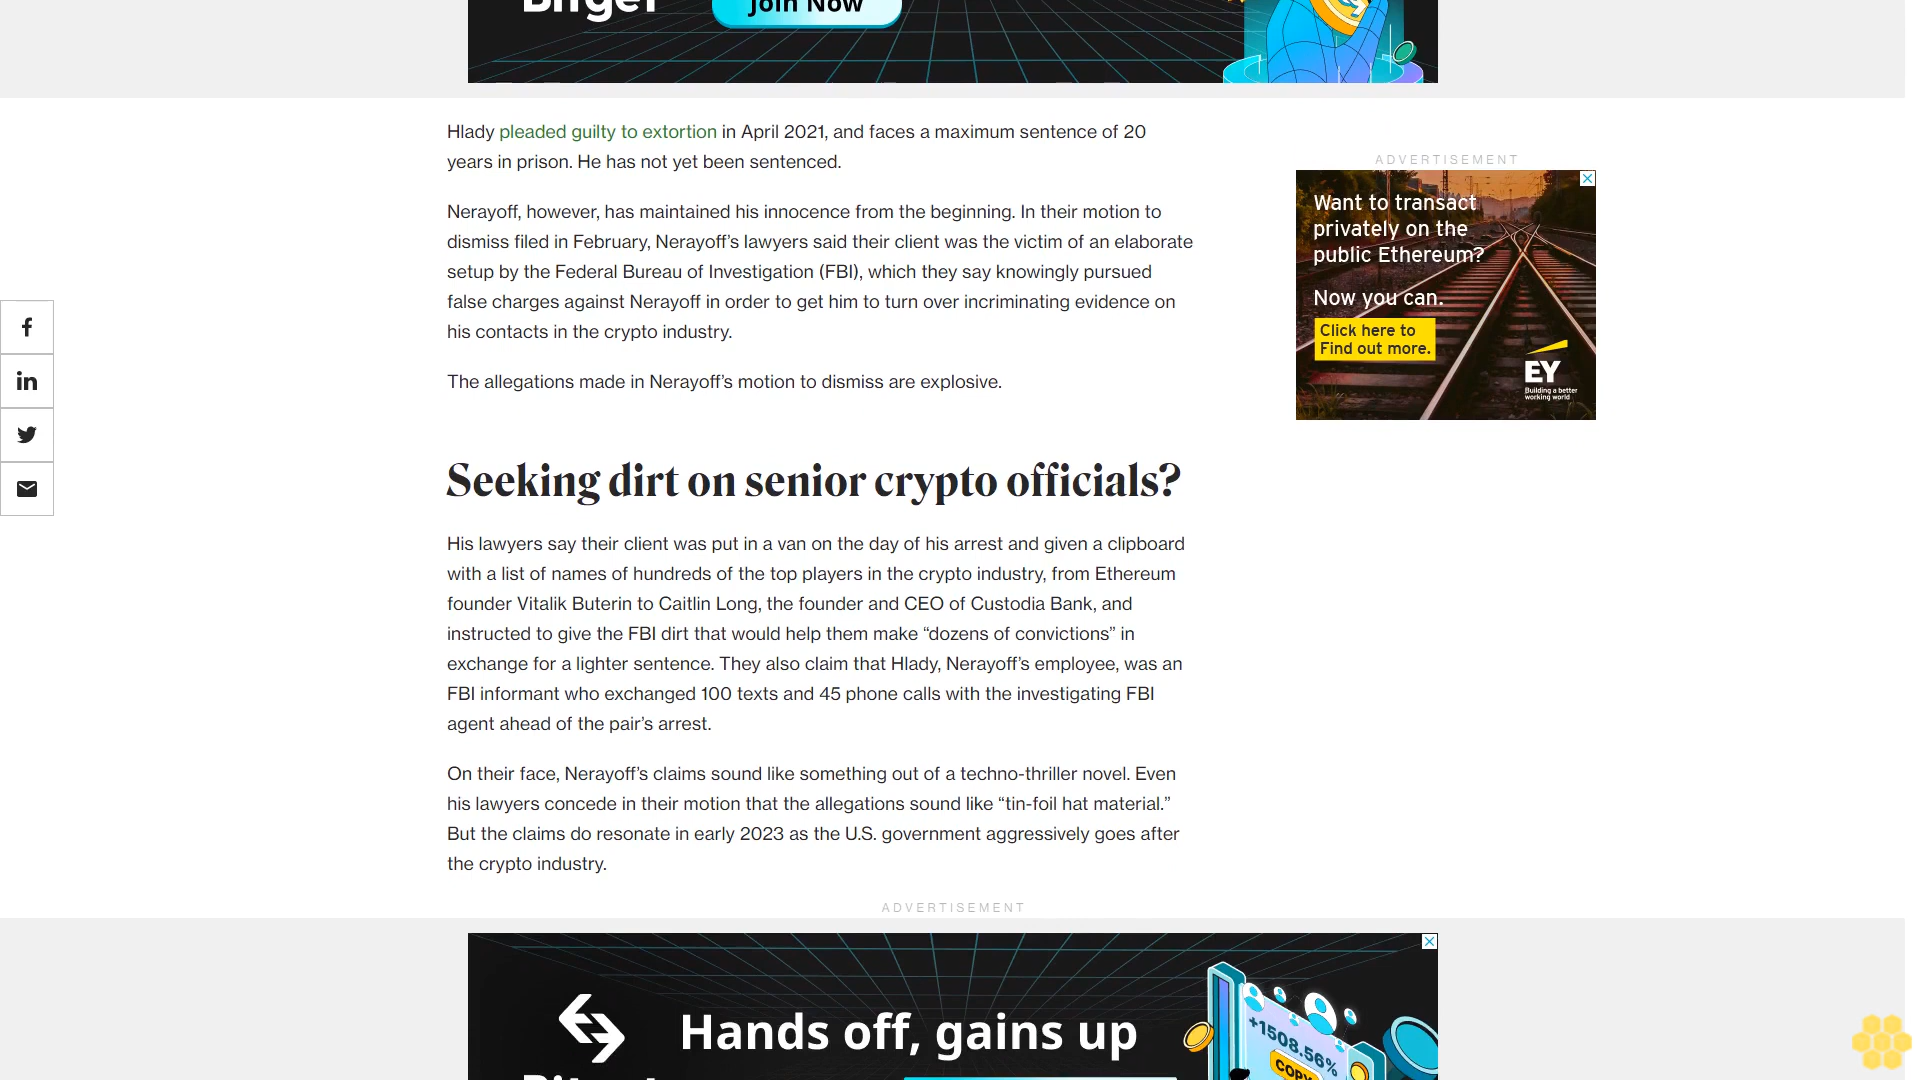 Join Now
Hlady pleaded guilty to extortion in April 2021, and faces a maximum sentence of 20
years in prison. He has not yet been sentenced.
ADVERTISEMENT
Want to transact
privately on the
public Ethereum?
Now you can.
Click here to
Find out more.
EY
Building a better
working world
Nerayoff, however, has maintained his innocence from the beginning. In their motion to
dismiss filed in February, Nerayoff’s lawyers said their client was the victim of an elaborate
setup by the Federal Bureau of Investigation (FBI), which they say knowingly pursued
false charges against Nerayoff in order to get him to turn over incriminating evidence on
his contacts in the crypto industry.
The allegations made in Nerayoff’s motion to dismiss are explosive.
Seeking dirt on senior crypto officials?
His lawyers say their client was put in a van on the day of his arrest and given a clipboard
with a list of names of hundreds of the top players in the crypto industry, from Ethereum
founder Vitalik Buterin to Caitlin Long, the founder and CEO of Custodia Bank, and
instructed to give the FBI dirt that would help them make “dozens of convictions” in
exchange for a lighter sentence. They also claim that Hlady, Nerayoff’s employee, was an
FBI informant who exchanged 100 texts and 45 phone calls with the investigating FBI
agent ahead of the pair’s arrest.
On their face, Nerayoff’s claims sound like something out of a techno-thriller novel. Even
his lawyers concede in their motion that the allegations sound like “tin-foil hat material.”
But the claims do resonate in early 2023 as the U.S. government aggressively goes after
the crypto industry.
ADVERTISEMENT
Hands off, gains up
+1508.56%
COPY